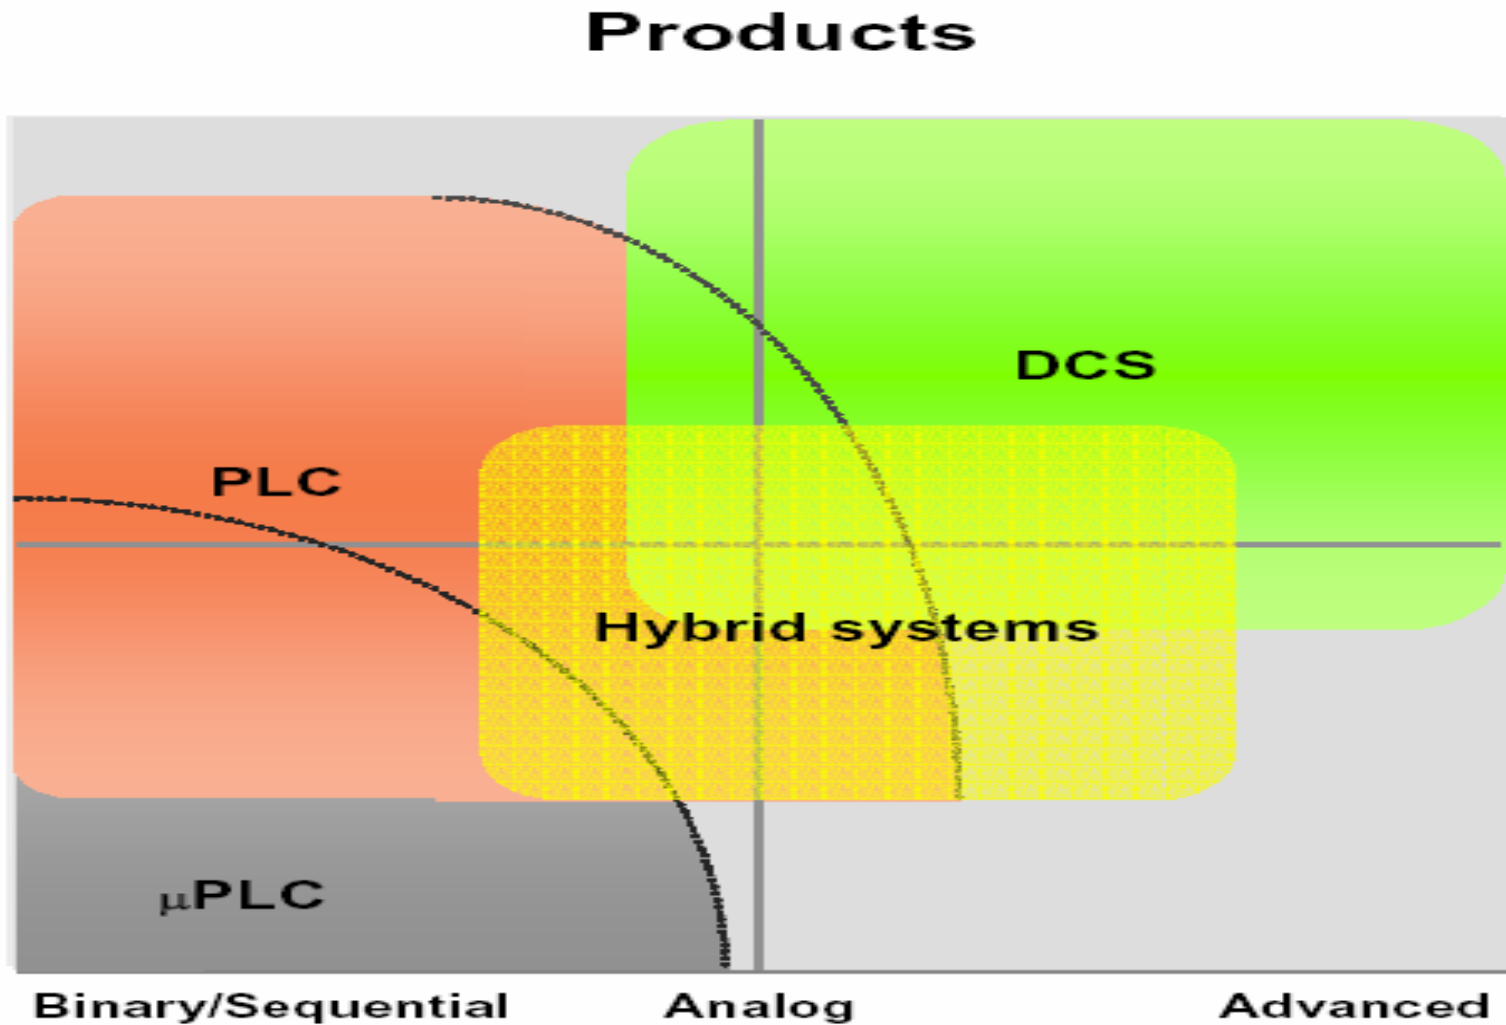 Products
DCS
PLC
Hybrid systems
μPLC
Binary/Sequential
Analog
Advanced